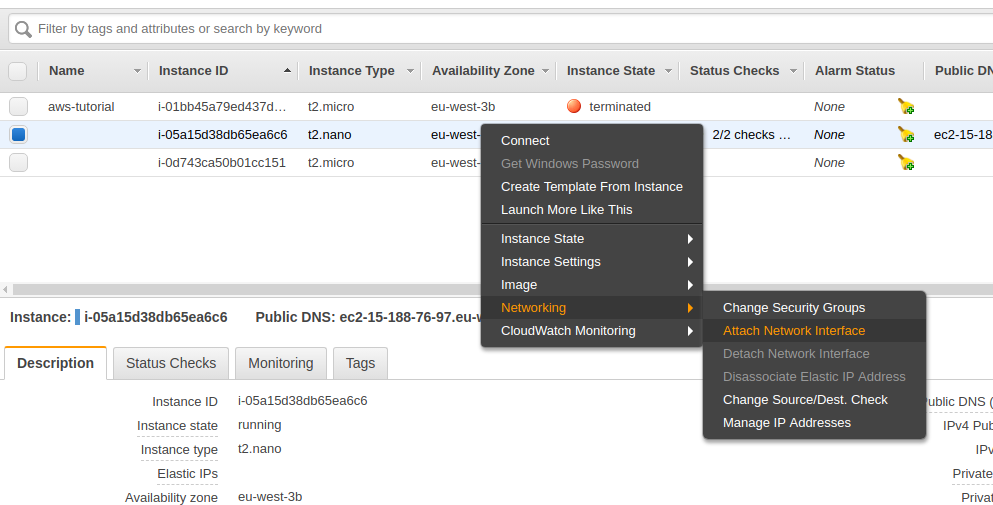 Filter by tags and attributes or search by keyword
Name Instance ID Instance Type Availability Zone Instance State Status Checks Alarm Status Public DN
aws-tutorial i-01bb45a79ed437d... t2.micro eu-west-3b terminated None
i-05a15d38db65ea6c6 t2.nano eu-west- 2/2 checks ... None ec2-15-188
i-0d743ca50b01cc151 t2.micro eu-west- None
Connect
Get Windows Password
Create Template From Instance
Launch More Like This
Instance State
Instance Settings
Image
Networking
CloudWatch Monitoring
Change Security Groups
Attach Network Interface
Detach Network Interface
Disassociate Elastic IP Address
Change Source/Dest. Check
Manage IP Addresses
Instance: i-05a15d38db65ea6c6 Public DNS: ec2-15-188-76-97.eu-w
Description Status Checks Monitoring Tags
Instance ID i-05a15d38db65ea6c6 Public DNS (
Instance state running IPv4 Pub
Instance type t2.nano IPv
Elastic IPs Private
Availability zone eu-west-3b Privat